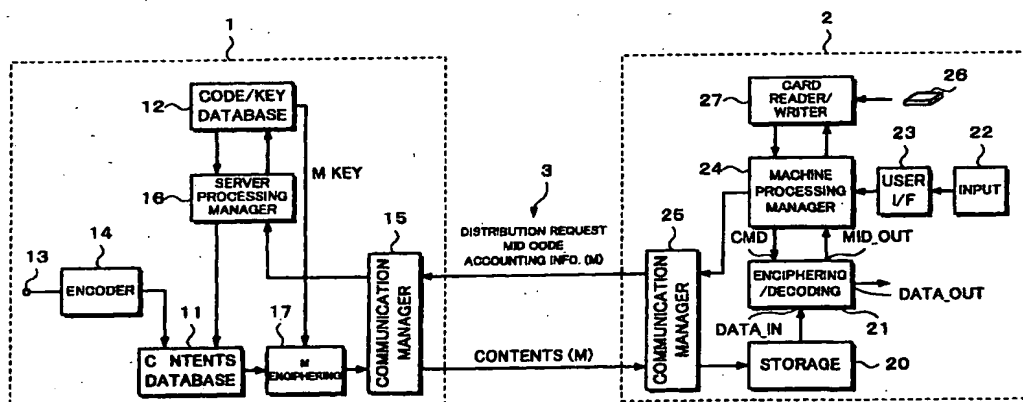 1
2
12
CODE/KEY
DATABASE
M KEY
16
SERVER
PROCESSING
MANAGER
13
14
ENCODER
11
C NTENTS
DATABASE
17
M
ENCIPHERING
15
COMMUNICATION
MANAGER
3
DISTRIBUTION REQUEST
MID CODE
ACCOUNTING INFO. (M)
CONTENTS (M)
25
COMMUNICATION
MANAGER
27
CARD
READER/
WRITER
26
24
MACHINE
PROCESSING
MANAGER
23
USER
I/F
22
INPUT
CMD
MID_OUT
ENCIPHERING
/DECODING
DATA_OUT
21
DATA_IN
STORAGE
20